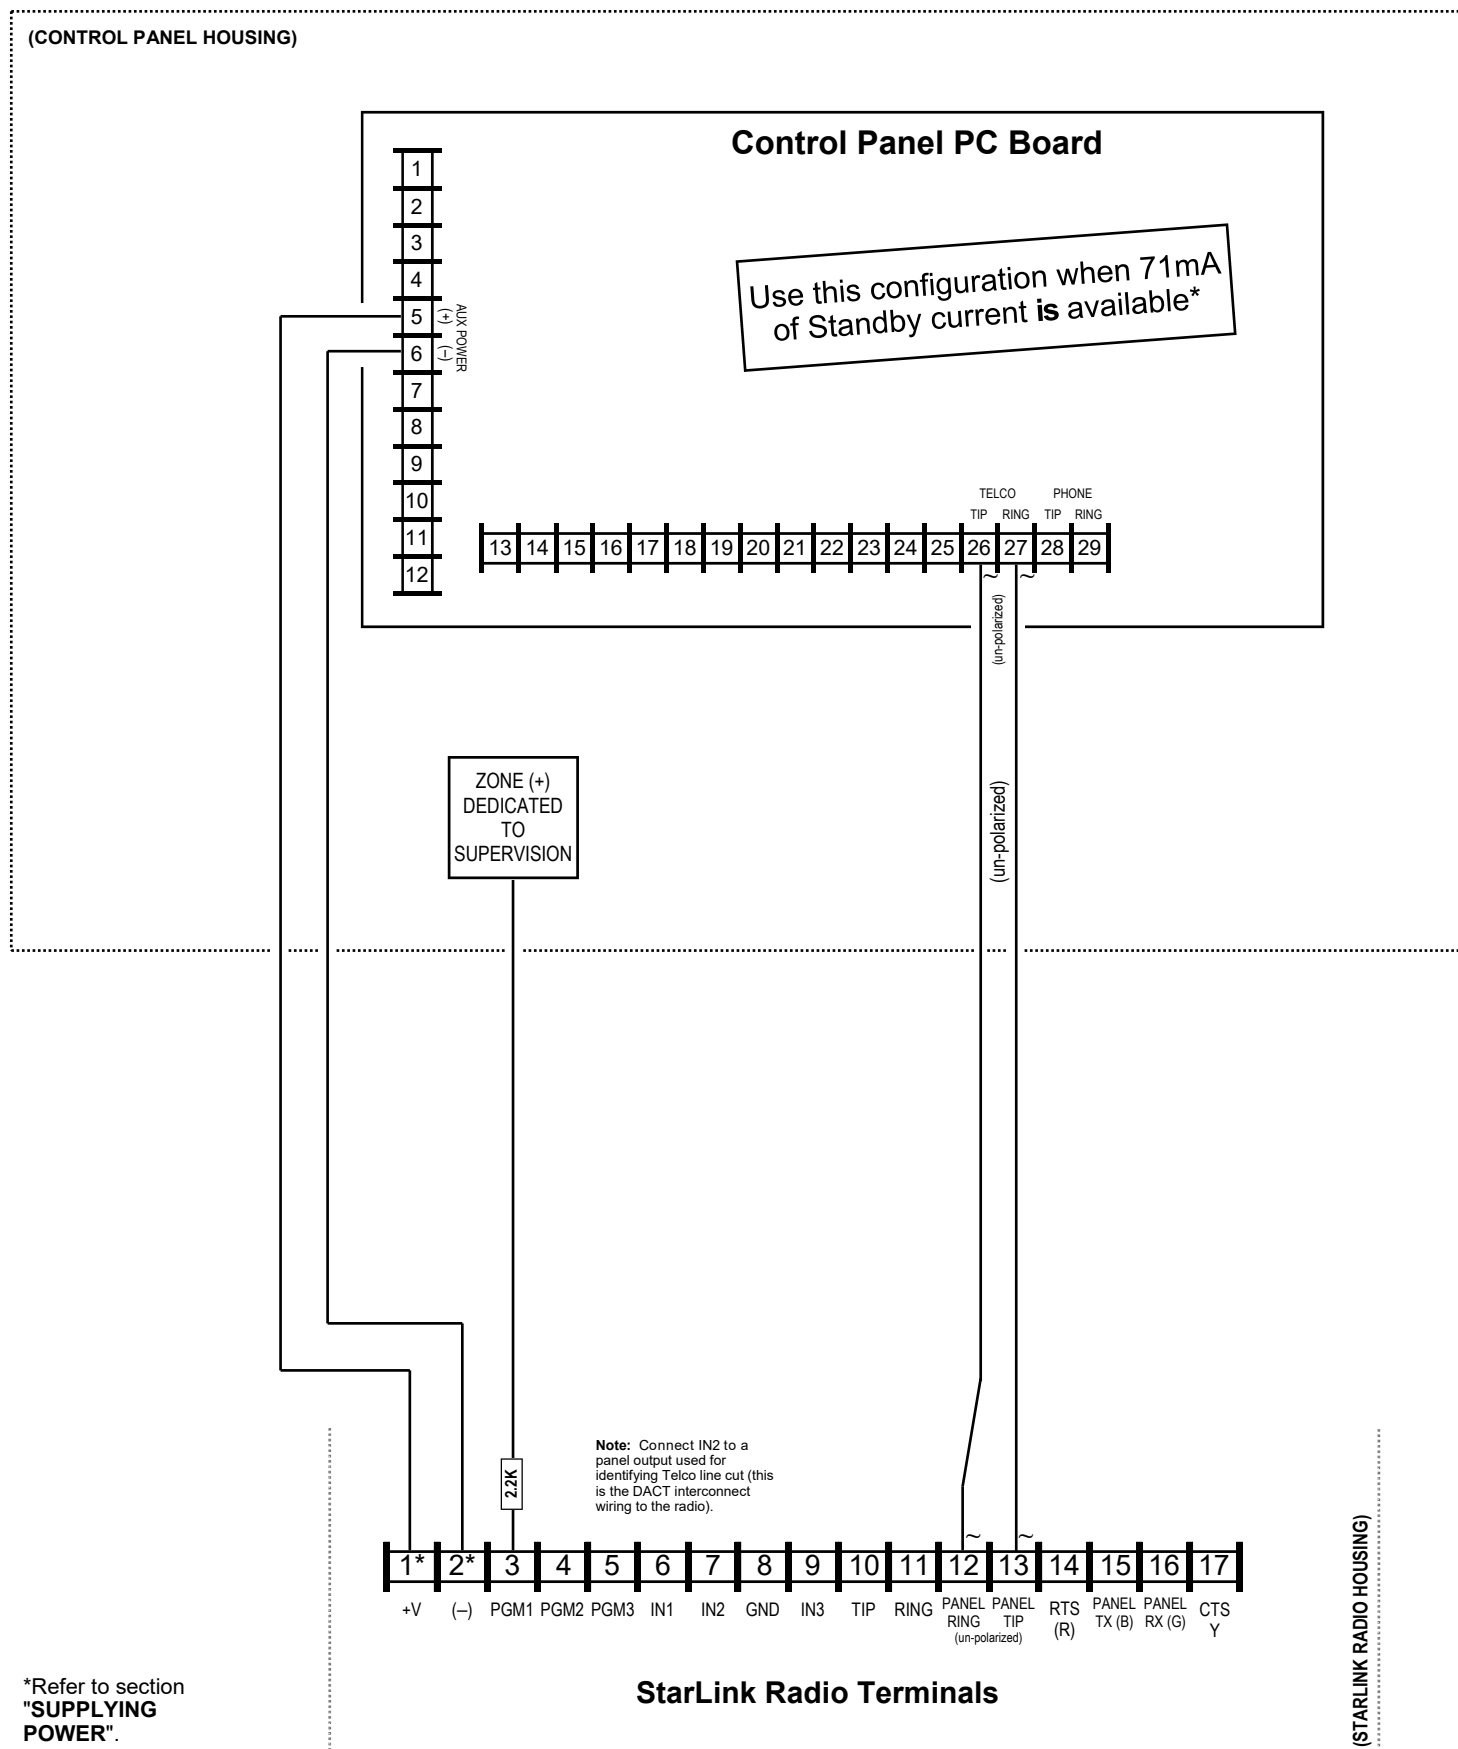 (CONTROL PANEL HOUSING)
Control Panel PC Board
1
2
3
4
5
6
7
8
9
10
11
12
AUX POWER
(+)
(–)
Use this configuration when 71mA
of Standby current is available*
TELCO PHONE
TIP RING TIP RING
13 14 15 16 17 18 19 20 21 22 23 24 25 26 27 28 29
~ ~
(un-polarized)
(un-polarized)
ZONE (+)
DEDICATED
TO
SUPERVISION
2.2K
Note: Connect IN2 to a
panel output used for
identifying Telco line cut (this
is the DACT interconnect
wiring to the radio).
~ ~
1* 2* 3 4 5 6 7 8 9 10 11 12 13 14 15 16 17
+V (–) PGM1 PGM2 PGM3 IN1 IN2 GND IN3 TIP RING
PANEL
RING
PANEL
TIP
(un-polarized)
RTS
(R)
PANEL
TX (B)
PANEL
RX (G)
CTS
Y
StarLink Radio Terminals
(STARLINK RADIO HOUSING)
*Refer to section
"SUPPLYING
POWER".